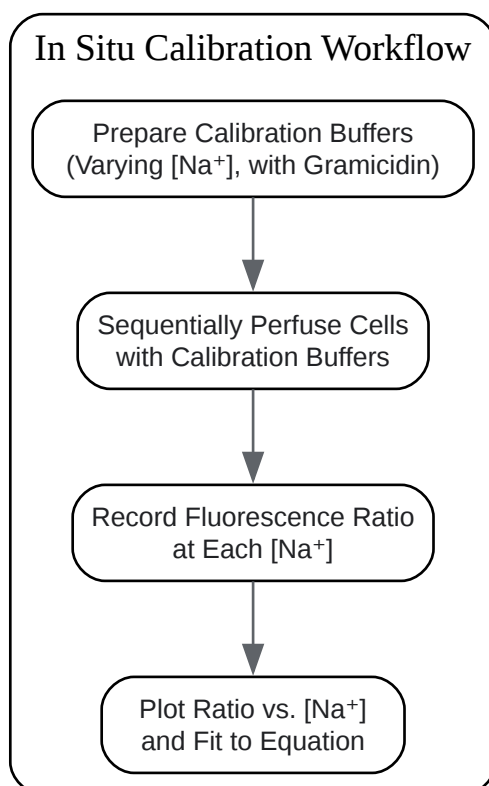 In Situ Calibration Workflow
Prepare Calibration Buffers
(Varying [Na⁺], with Gramicidin)
Sequentially Perfuse Cells
with Calibration Buffers
Record Fluorescence Ratio
at Each [Na⁺]
Plot Ratio vs. [Na⁺]
and Fit to Equation